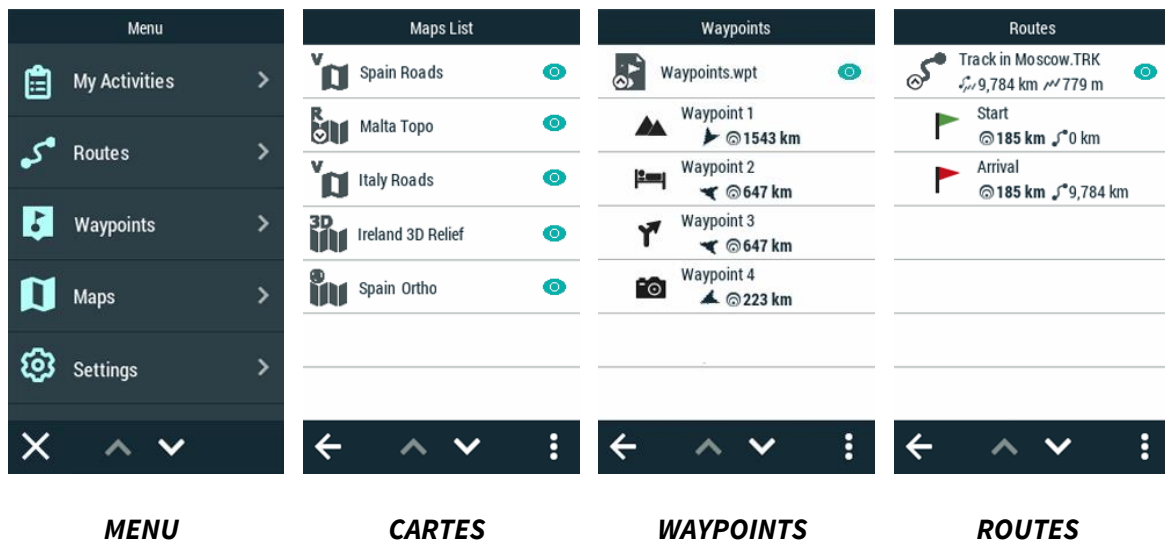 Menu
My Activities
Routes
Waypoints
Maps
Settings
Maps List
V
Spain Roads
R
Malta Topo
V
Italy Roads
3D
Ireland 3D Relief
Spain Ortho
Waypoints
Waypoints.wpt
Waypoint 1
1543 km
Waypoint 2
647 km
Waypoint 3
647 km
Waypoint 4
223 km
Routes
Track in Moscow.TRK
9,784 km 779 m
Start
185 km 0 km
Arrival
185 km 9,784 km
MENU
CARTES
WAYPOINTS
ROUTES